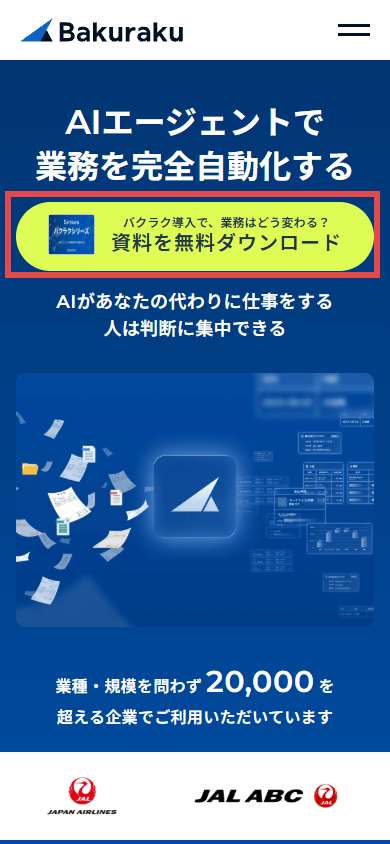 Bakuraku
AIエージェントで
業務を完全自動化する
バクラク導入で、業務はどう変わる？
バクラクシリーズ
資料を無料ダウンロード
AIがあなたの代わりに仕事をする
人は判断に集中できる
業種・規模を問わず 20,000 を
超える企業でご利用いただいています
JAL
JAPAN AIRLINES
JAL ABC
JAL